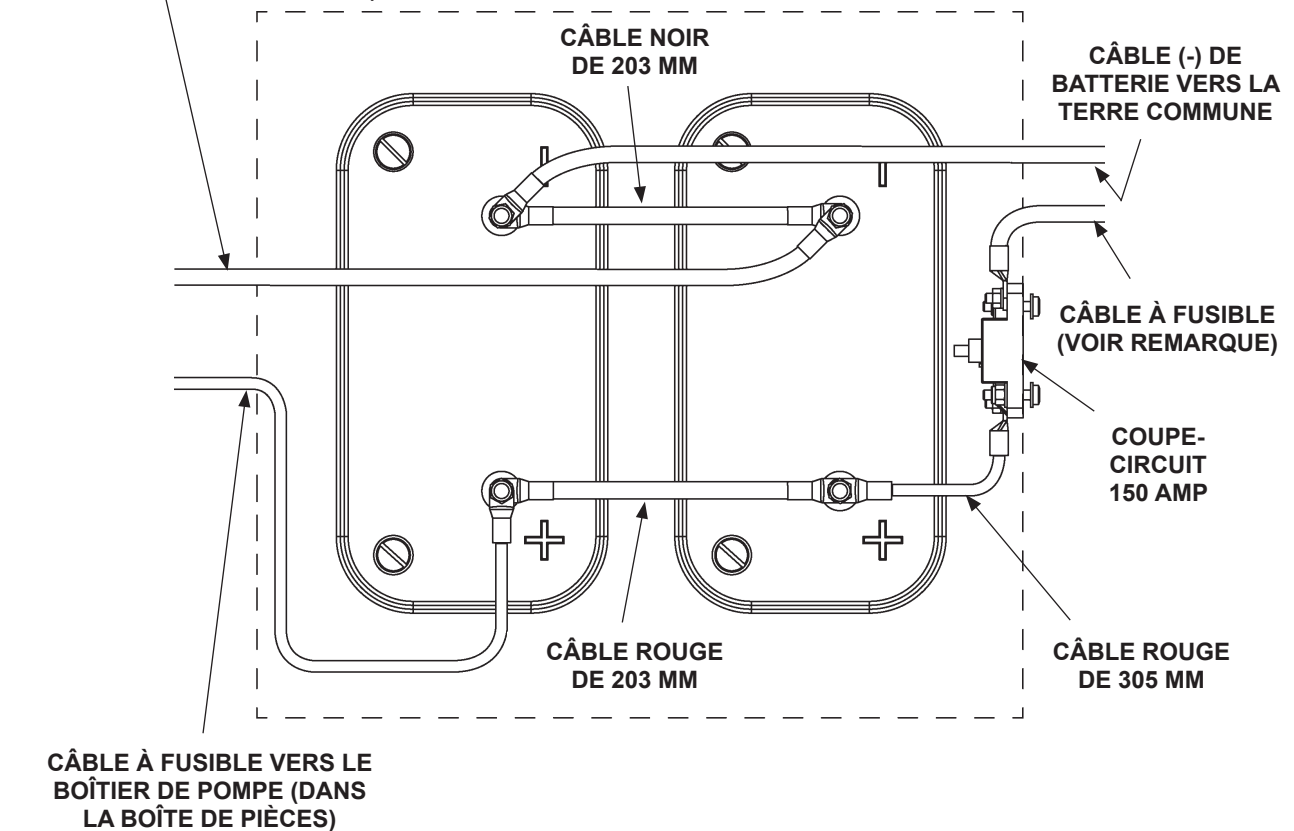 CÂBLE NOIR
DE 203 MM
CÂBLE (-) DE
BATTERIE VERS LA
TERRE COMMUNE
CÂBLE À FUSIBLE
(VOIR REMARQUE)
COUPE-
CIRCUIT
150 AMP
CÂBLE ROUGE
DE 203 MM
CÂBLE ROUGE
DE 305 MM
CÂBLE À FUSIBLE VERS LE
BOÎTIER DE POMPE (DANS
LA BOÎTE DE PIÈCES)